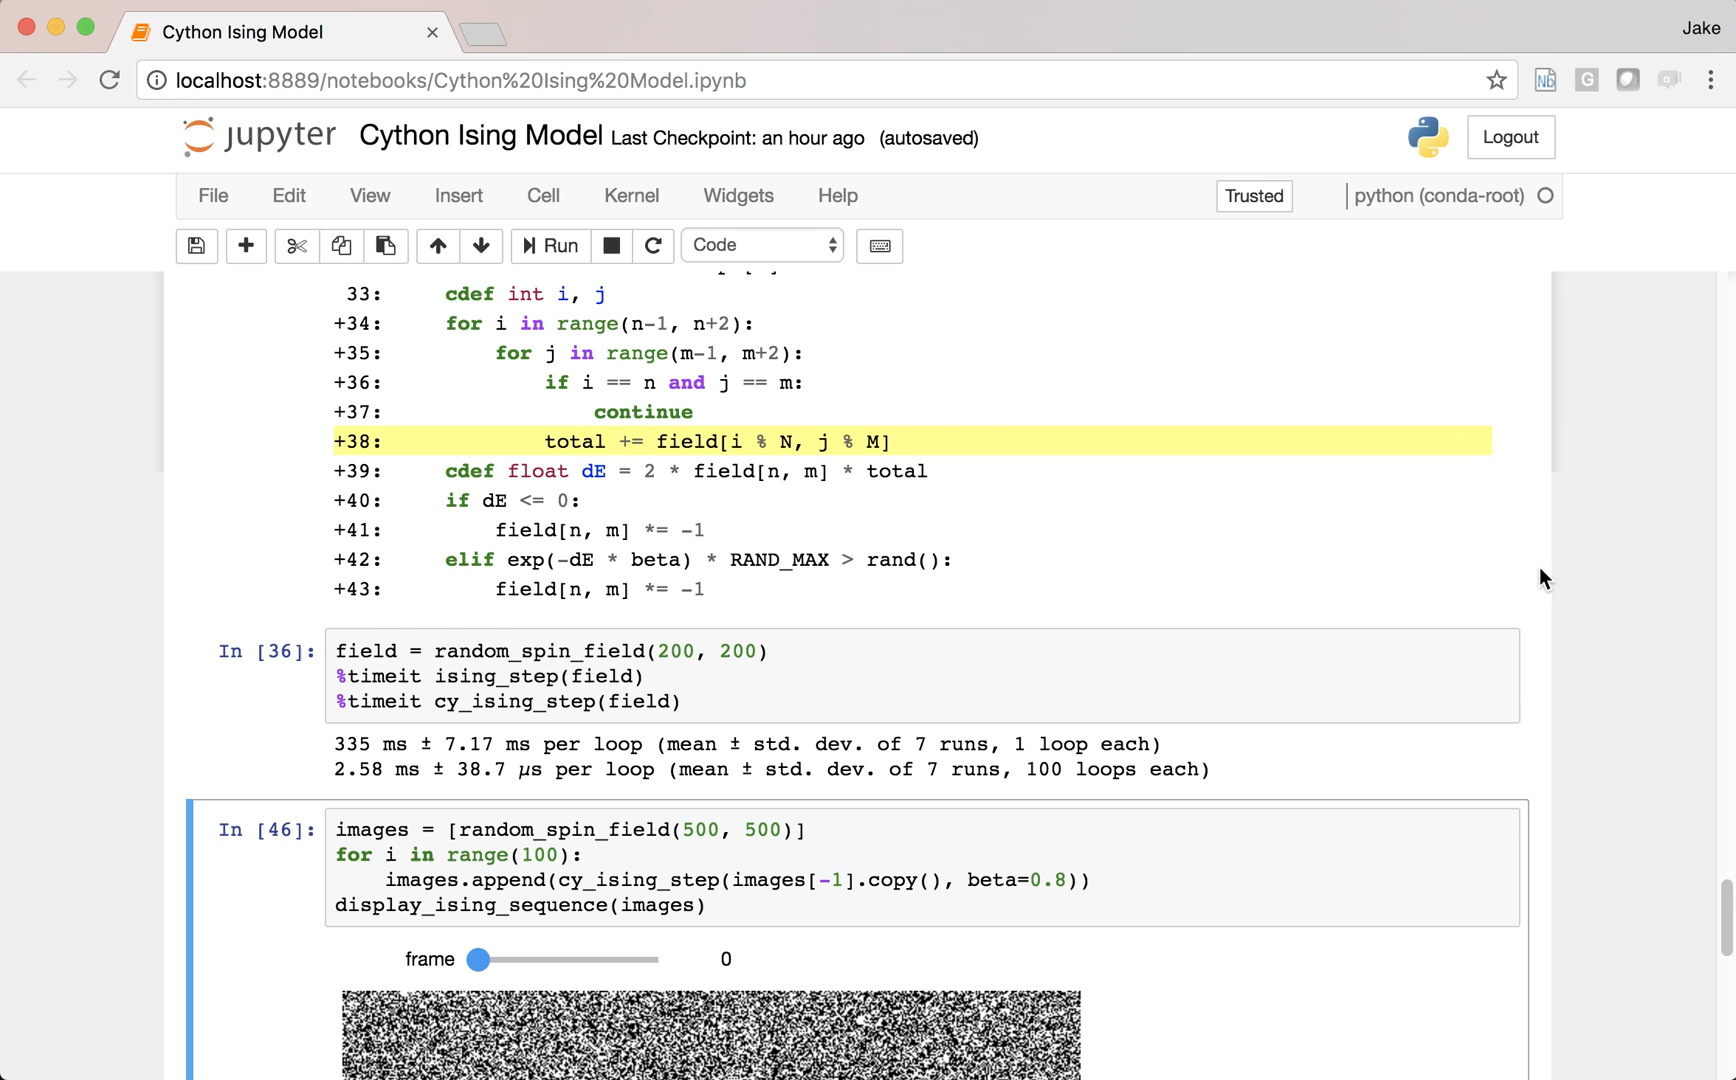 Cython Ising Model
Jake
localhost:8889/notebooks/Cython%20Ising%20Model.ipynb
Nb G a!
jupyter Cython Ising Model Last Checkpoint: an hour ago (autosaved)
Logout
File Edit View Insert Cell Kernel Widgets Help Trusted python (conda-root)
Run Code
33: cdef int i, j
+34: for i in range(n-1, n+2):
+35: for j in range(m-1, m+2):
+36: if i == n and j == m:
+37: continue
+38: total += field[i % N, j % M]
+39: cdef float dE = 2 * field[n, m] * total
+40: if dE <= 0:
+41: field[n, m] *= -1
+42: elif exp(-dE * beta) * RAND_MAX > rand():
+43: field[n, m] *= -1
In [36]: field = random_spin_field(200, 200)
%timeit ising_step(field)
%timeit cy_ising_step(field)
335 ms ± 7.17 ms per loop (mean ± std. dev. of 7 runs, 1 loop each)
2.58 ms ± 38.7 µs per loop (mean ± std. dev. of 7 runs, 100 loops each)
In [46]: images = [random_spin_field(500, 500)]
for i in range(100):
images.append(cy_ising_step(images[-1].copy(), beta=0.8))
display_ising_sequence(images)
frame 0